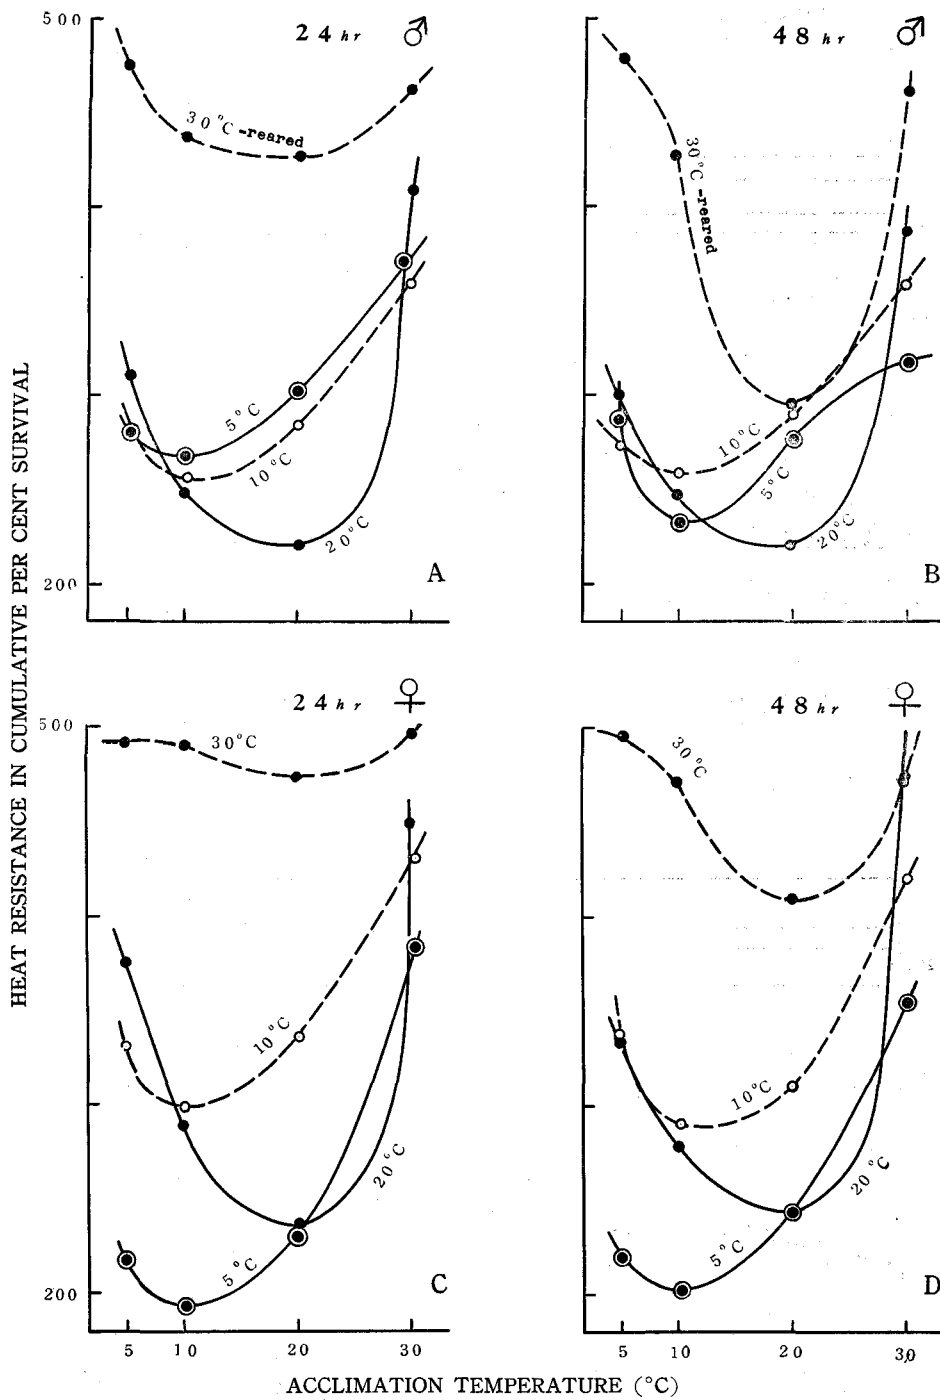 HEAT RESISTANCE IN CUMULATIVE PER CENT SURVIVAL
500
24 hr ♂
30°C-reared
5°C
10°C
20°C
200
A
48 hr ♂
30°C-reared
10°C
5°C
20°C
B
500
24 hr ♀
30°C
10°C
20°C
5°C
200
C
5 10 20 30
48 hr ♀
30°C
10°C
20°C
5°C
D
5 10 20 30
ACCLIMATION TEMPERATURE (°C)